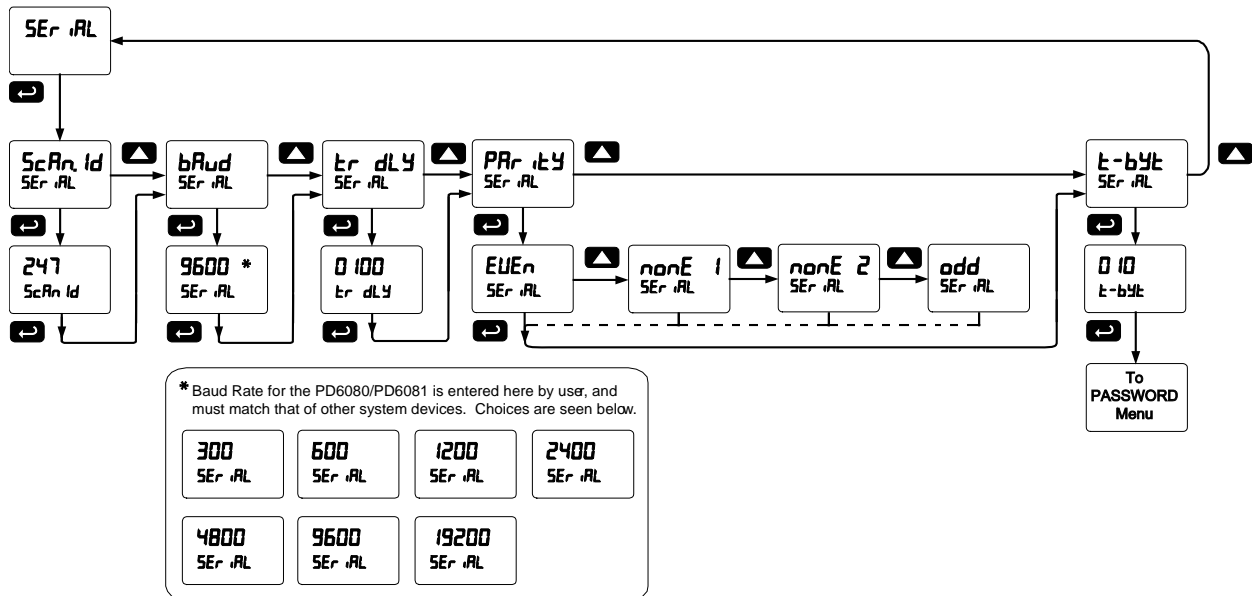 SEr iAL
ScAn. Id
SEr iAL
bAud
SEr iAL
tr dLY
SEr iAL
PAr itY
SEr iAL
t-bYt
SEr iAL
247
ScAn Id
9600 *
SEr iAL
0 100
tr dLY
EVEn
SEr iAL
nonE 1
SEr iAL
nonE 2
SEr iAL
odd
SEr iAL
0 10
t-bYt
To
PASSWORD
Menu
* Baud Rate for the PD6080/PD6081 is entered here by user, and
must match that of other system devices. Choices are seen below.
300
SEr iAL
600
SEr iAL
1200
SEr iAL
2400
SEr iAL
4800
SEr iAL
9600
SEr iAL
19200
SEr iAL